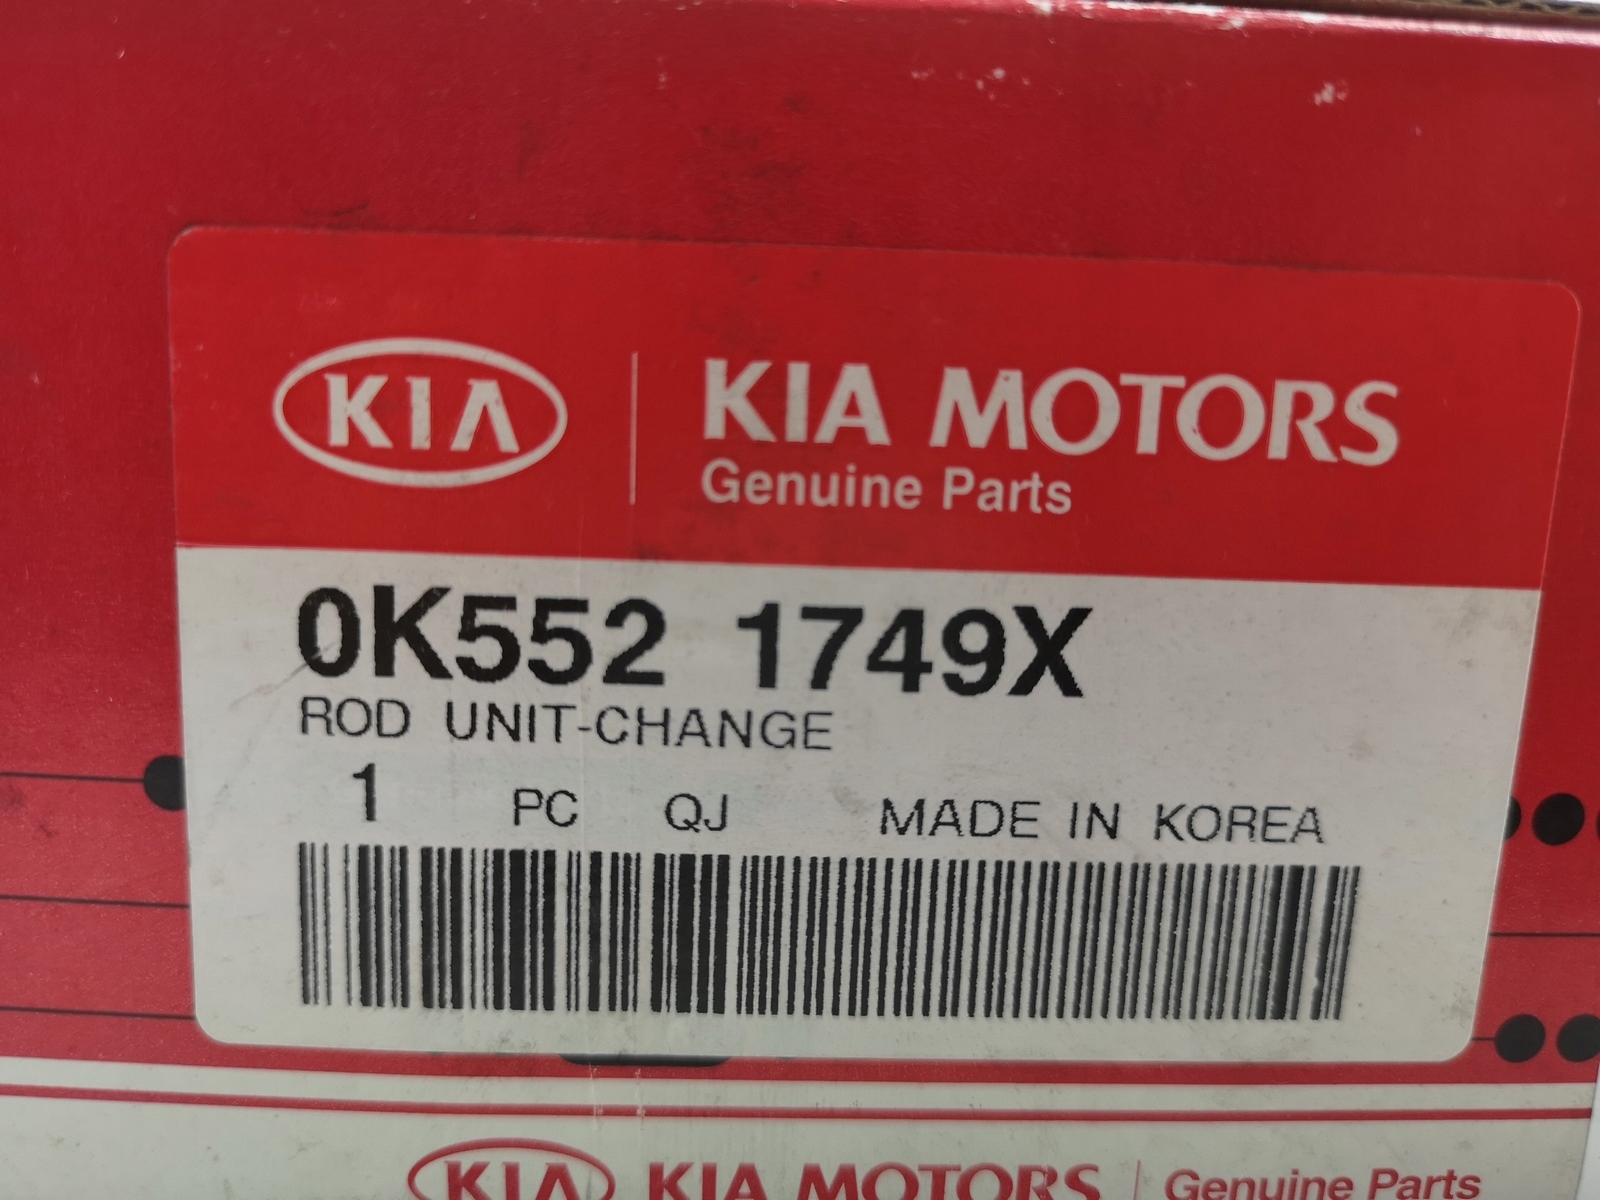 KIA
KIA MOTORS
Genuine Parts
0K552 1749X
ROD UNIT-CHANGE
1 PC QJ MADE IN KOREA
KIA KIA MOTORS Genuine Parts